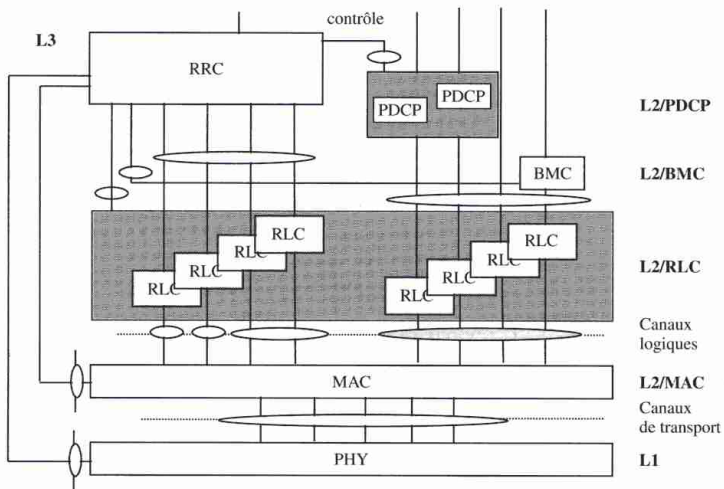 contrôle
L3
RRC
PDCP
PDCP
L2/PDCP
BMC
L2/BMC
RLC
RLC
RLC
RLC
RLC
RLC
RLC
RLC
L2/RLC
Canaux
logiques
MAC
L2/MAC
Canaux
de transport
PHY
L1